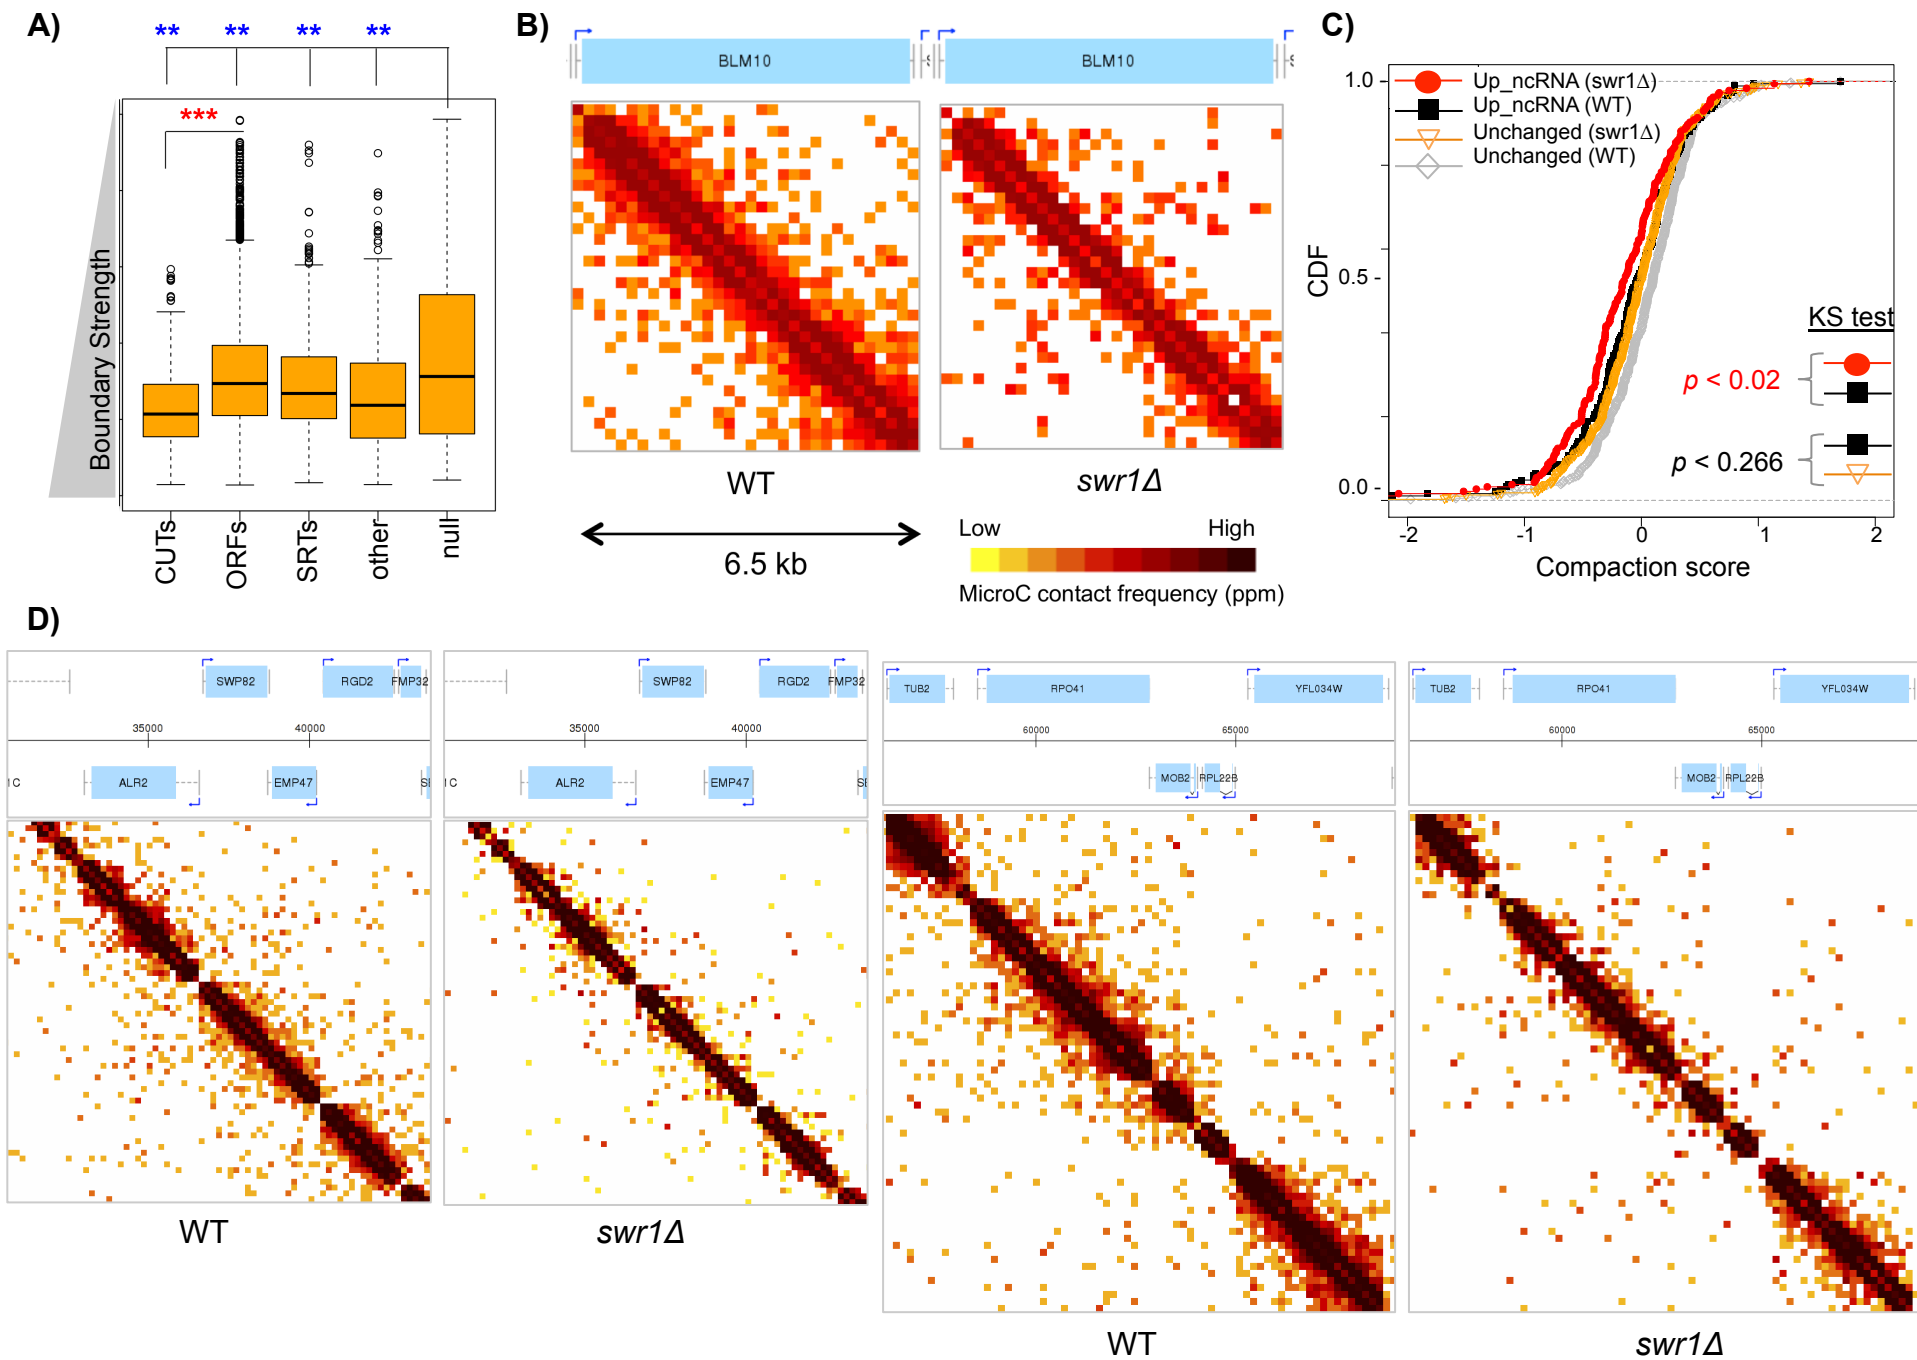 A)
** ** ** **
***
Boundary Strength
CUTs
ORFs
SRTs
other
null
B)
BLM10
BLM10
WT
swr1Δ
6.5 kb
Low High
MicroC contact frequency (ppm)
C)
Up_ncRNA (swr1Δ)
Up_ncRNA (WT)
Unchanged (swr1Δ)
Unchanged (WT)
1.0
0.5
0.0
CDF
KS test
p < 0.02
p < 0.266
-2 -1 0 1 2
Compaction score
D)
SWP82 RGD2 FMP32
35000 40000
1C ALR2 EMP47
WT
SWP82 RGD2 FMP32
35000 40000
1C ALR2 EMP47
swr1Δ
TUB2 RPO41 YFL034W
60000 65000
MOB2 RPL22B
WT
TUB2 RPO41 YFL034W
60000 65000
MOB2 RPL22B
swr1Δ